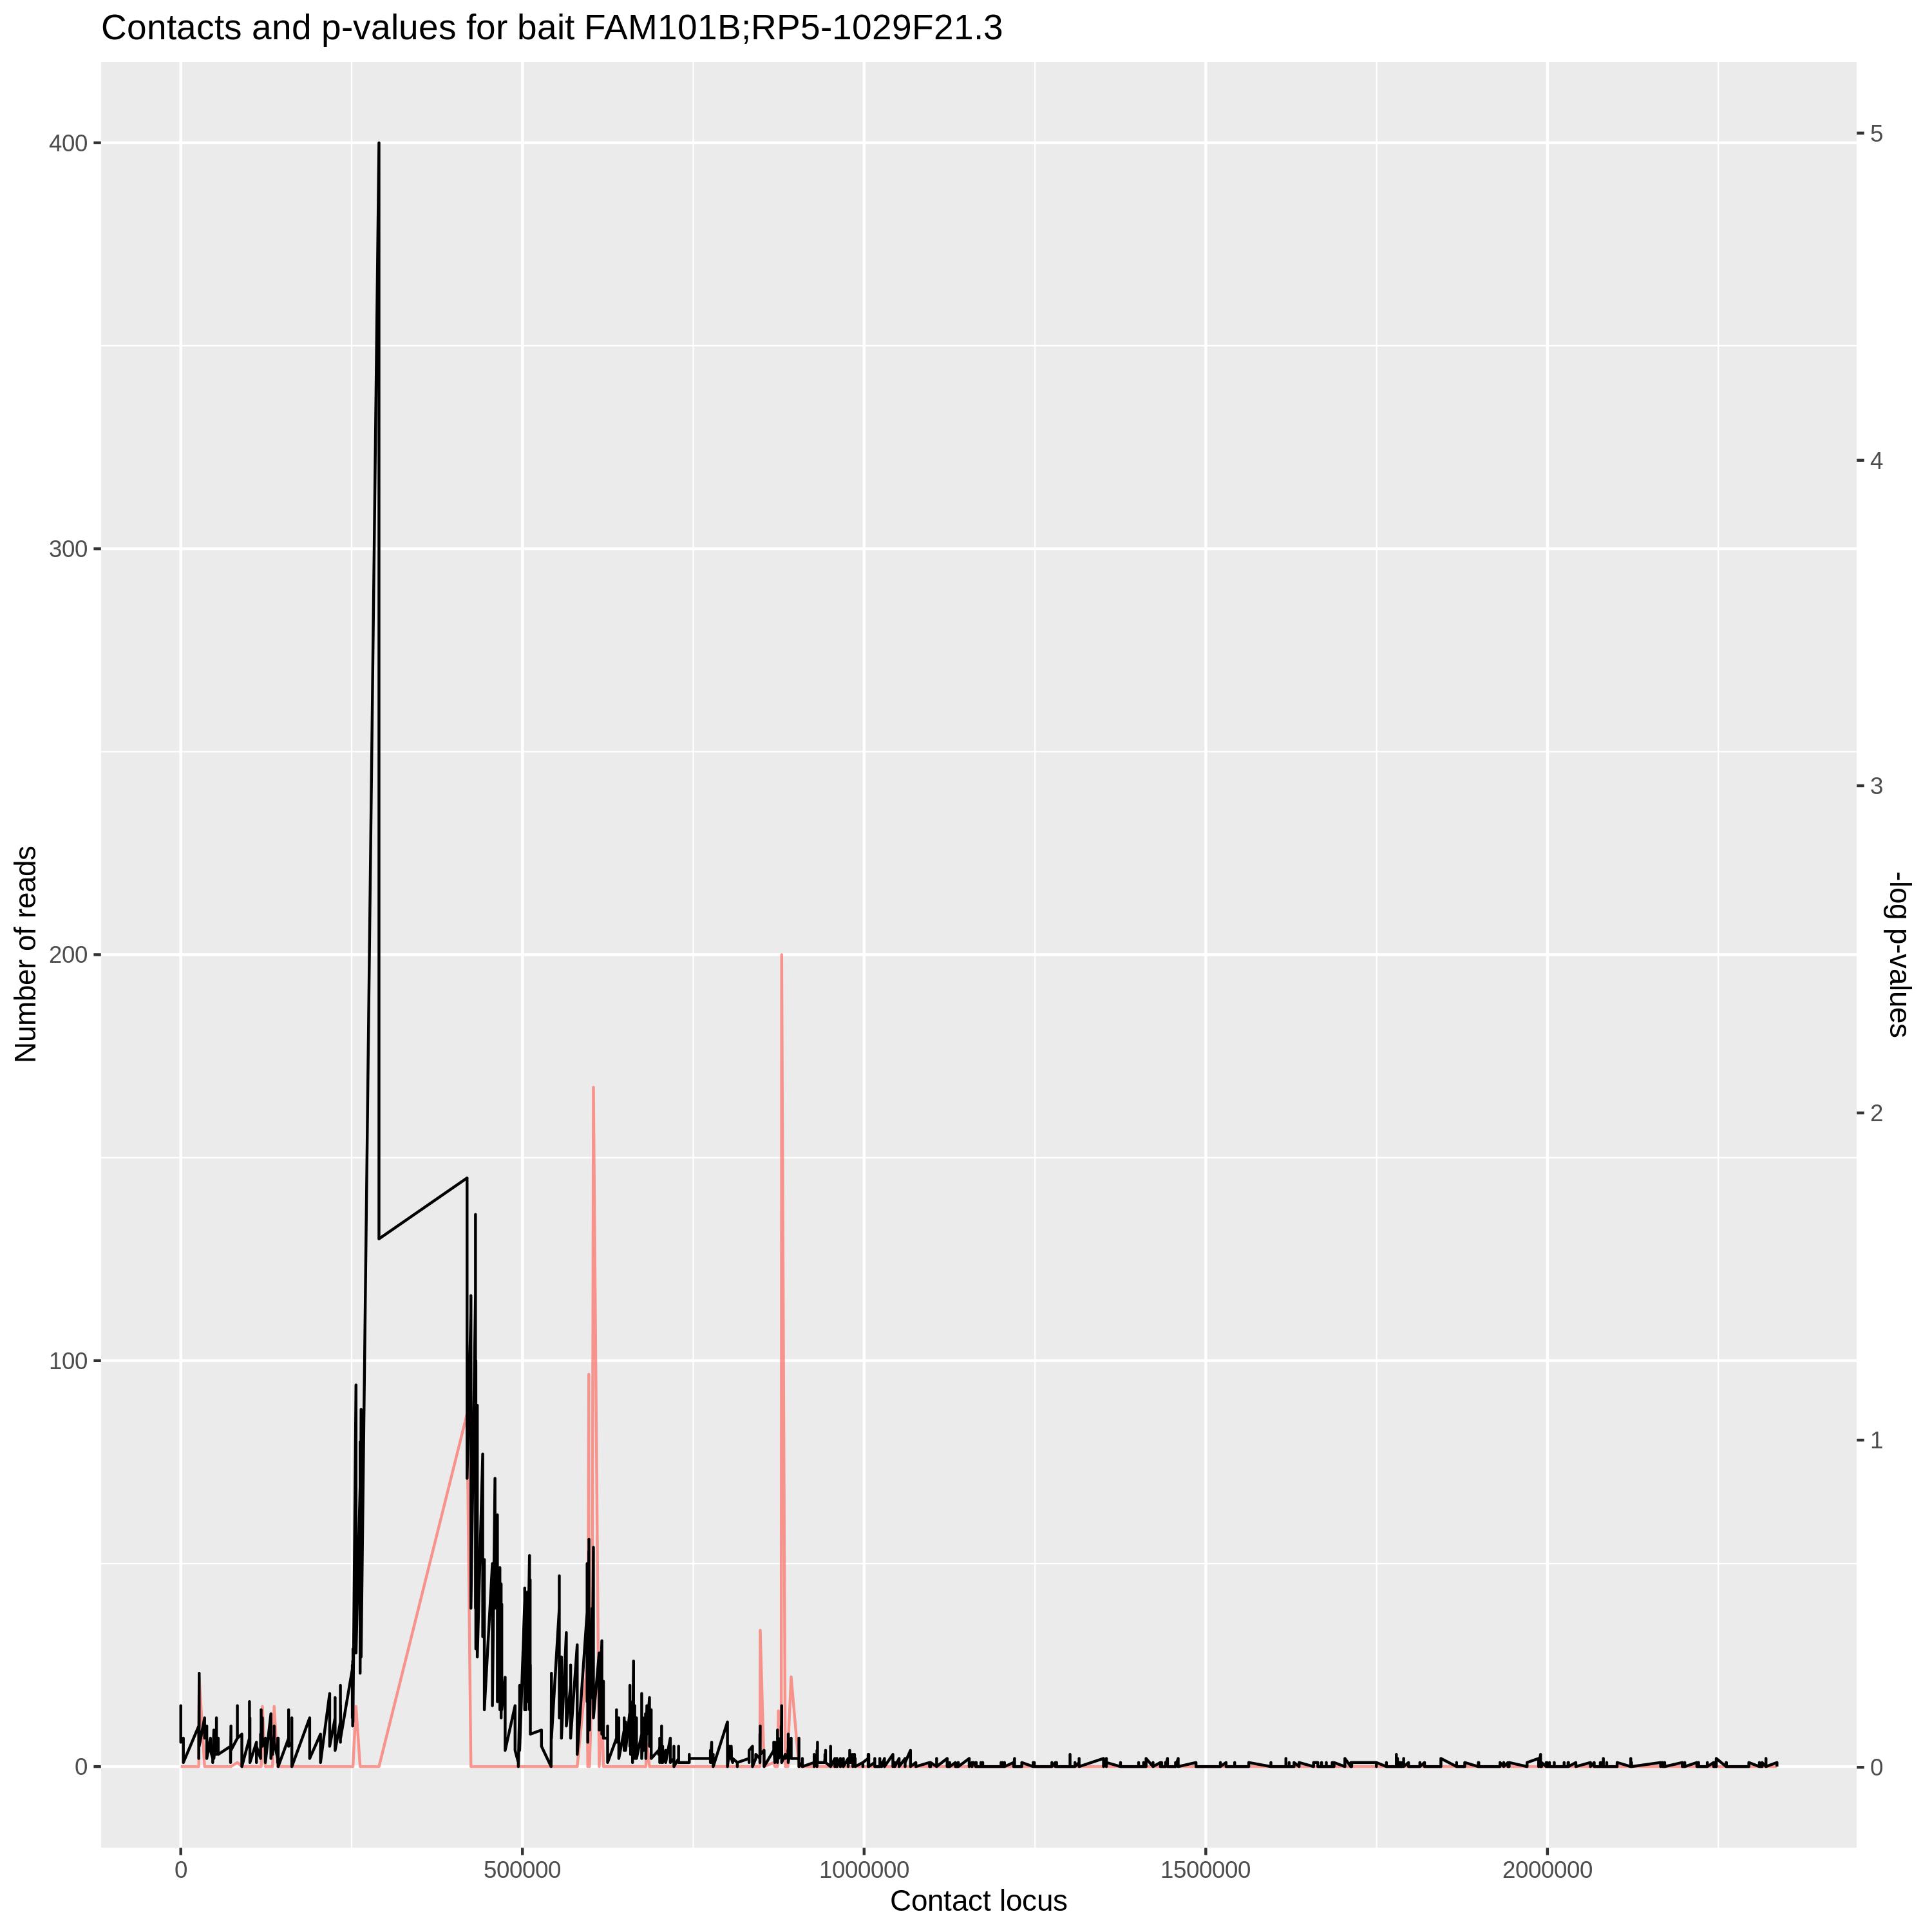 Contacts and p-values for bait FAM101B;RP5-1029F21.3
Number of reads
400
300
200
100
0
5
4
3
2
1
0
-log p-values
0 500000 1000000 1500000 2000000
Contact locus